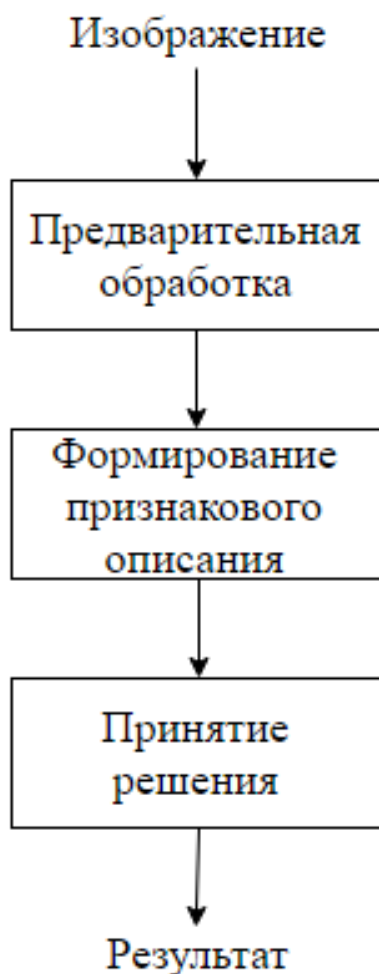 Изображение
Предварительная
обработка
Формирование
признакового
описания
Принятие
решения
Результат